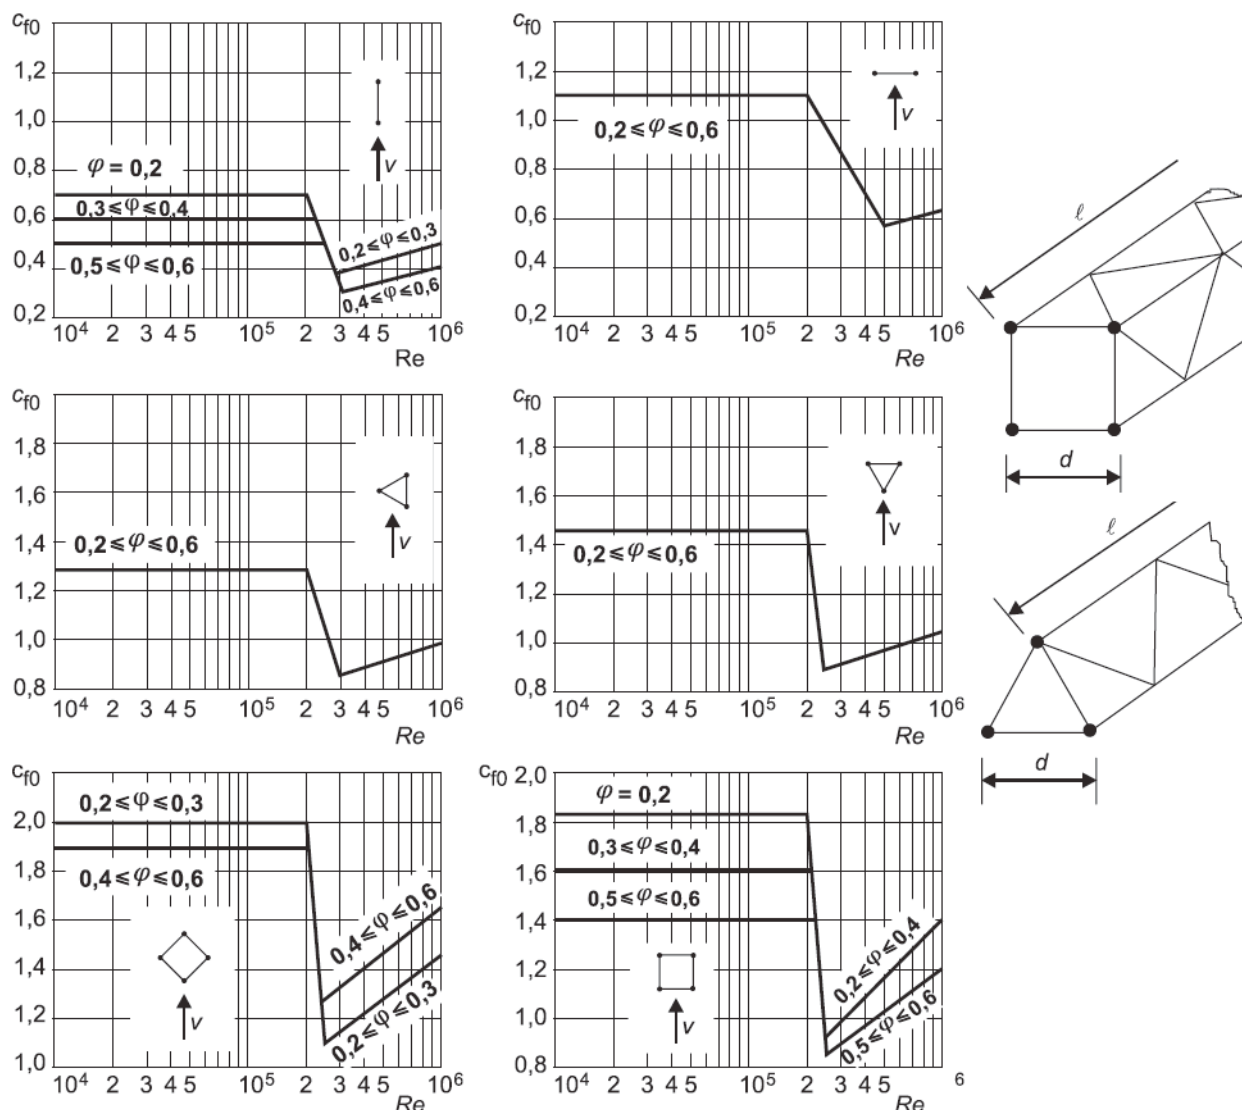 cf0
1,2
1,0
0,8
0,6
0,4
0,2
φ = 0,2
0,3 ≤ φ ≤ 0,4
0,5 ≤ φ ≤ 0,6
0,2 ≤ φ ≤ 0,3
0,4 ≤ φ ≤ 0,6
v
10⁴ 2 3 4 5 10⁵ 2 3 4 5 10⁶
Re
cf0
1,2
1,0
0,8
0,6
0,4
0,2
0,2 ≤ φ ≤ 0,6
v
10⁴ 2 3 4 5 10⁵ 2 3 4 5 10⁶
Re
ℓ
d
cf0
1,8
1,6
1,4
1,2
1,0
0,8
0,2 ≤ φ ≤ 0,6
v
10⁴ 2 3 4 5 10⁵ 2 3 4 5 10⁶
Re
cf0
1,8
1,6
1,4
1,2
1,0
0,8
0,2 ≤ φ ≤ 0,6
v
10⁴ 2 3 4 5 10⁵ 2 3 4 5 10⁶
Re
ℓ
d
cf0
2,0
1,8
1,6
1,4
1,2
1,0
0,2 ≤ φ ≤ 0,3
0,4 ≤ φ ≤ 0,6
0,4 ≤ φ ≤ 0,6
0,2 ≤ φ ≤ 0,3
v
10⁴ 2 3 4 5 10⁵ 2 3 4 5 10⁶
Re
cf0
2,0
1,8
1,6
1,4
1,2
1,0
0,8
φ = 0,2
0,3 ≤ φ ≤ 0,4
0,5 ≤ φ ≤ 0,6
0,2 ≤ φ ≤ 0,4
0,5 ≤ φ ≤ 0,6
v
10⁴ 2 3 4 5 10⁵ 2 3 4 5 6
Re